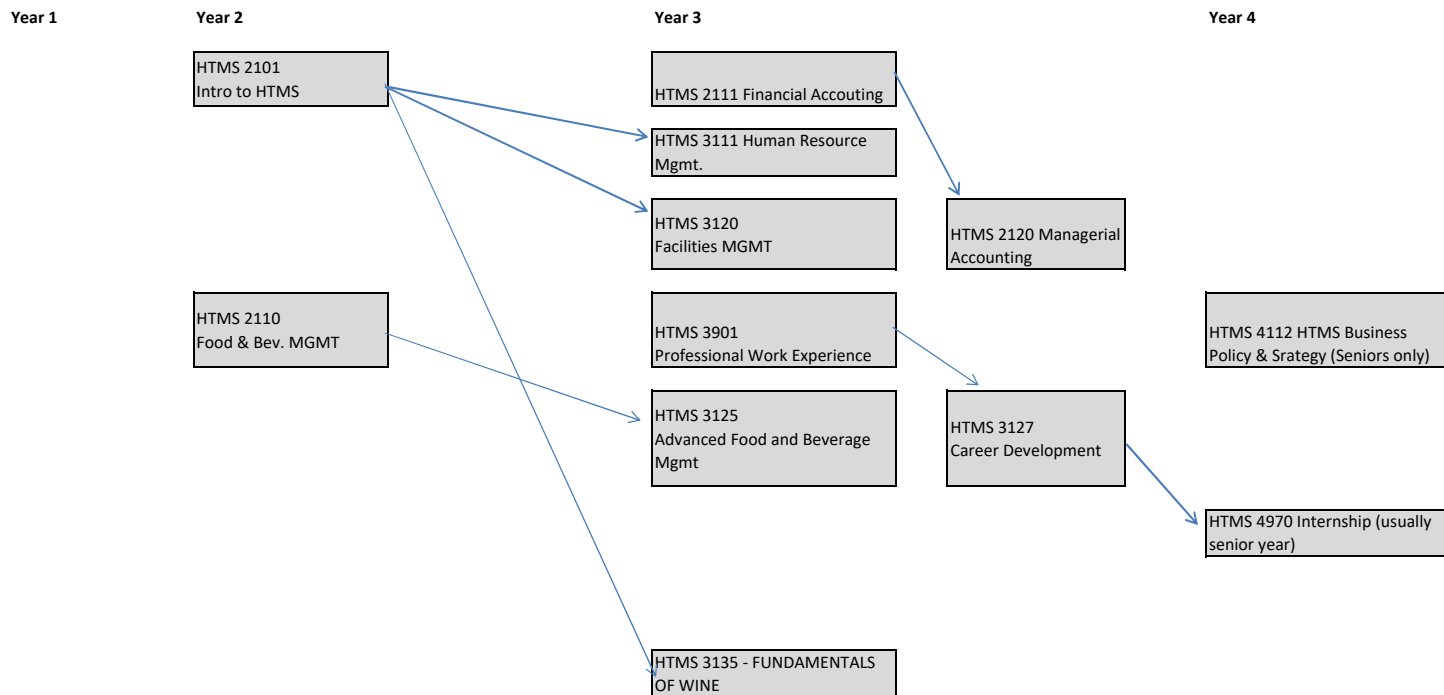 Year 1
Year 2
Year 3
Year 4
HTMS 2101
Intro to HTMS
HTMS 2111 Financial Accouting
HTMS 3111 Human Resource
Mgmt.
HTMS 3120
Facilities MGMT
HTMS 2120 Managerial
Accounting
HTMS 2110
Food & Bev. MGMT
HTMS 3901
Professional Work Experience
HTMS 4112 HTMS Business
Policy & Srategy (Seniors only)
HTMS 3125
Advanced Food and Beverage
Mgmt
HTMS 3127
Career Development
HTMS 4970 Internship (usually
senior year)
HTMS 3135 - FUNDAMENTALS
OF WINE